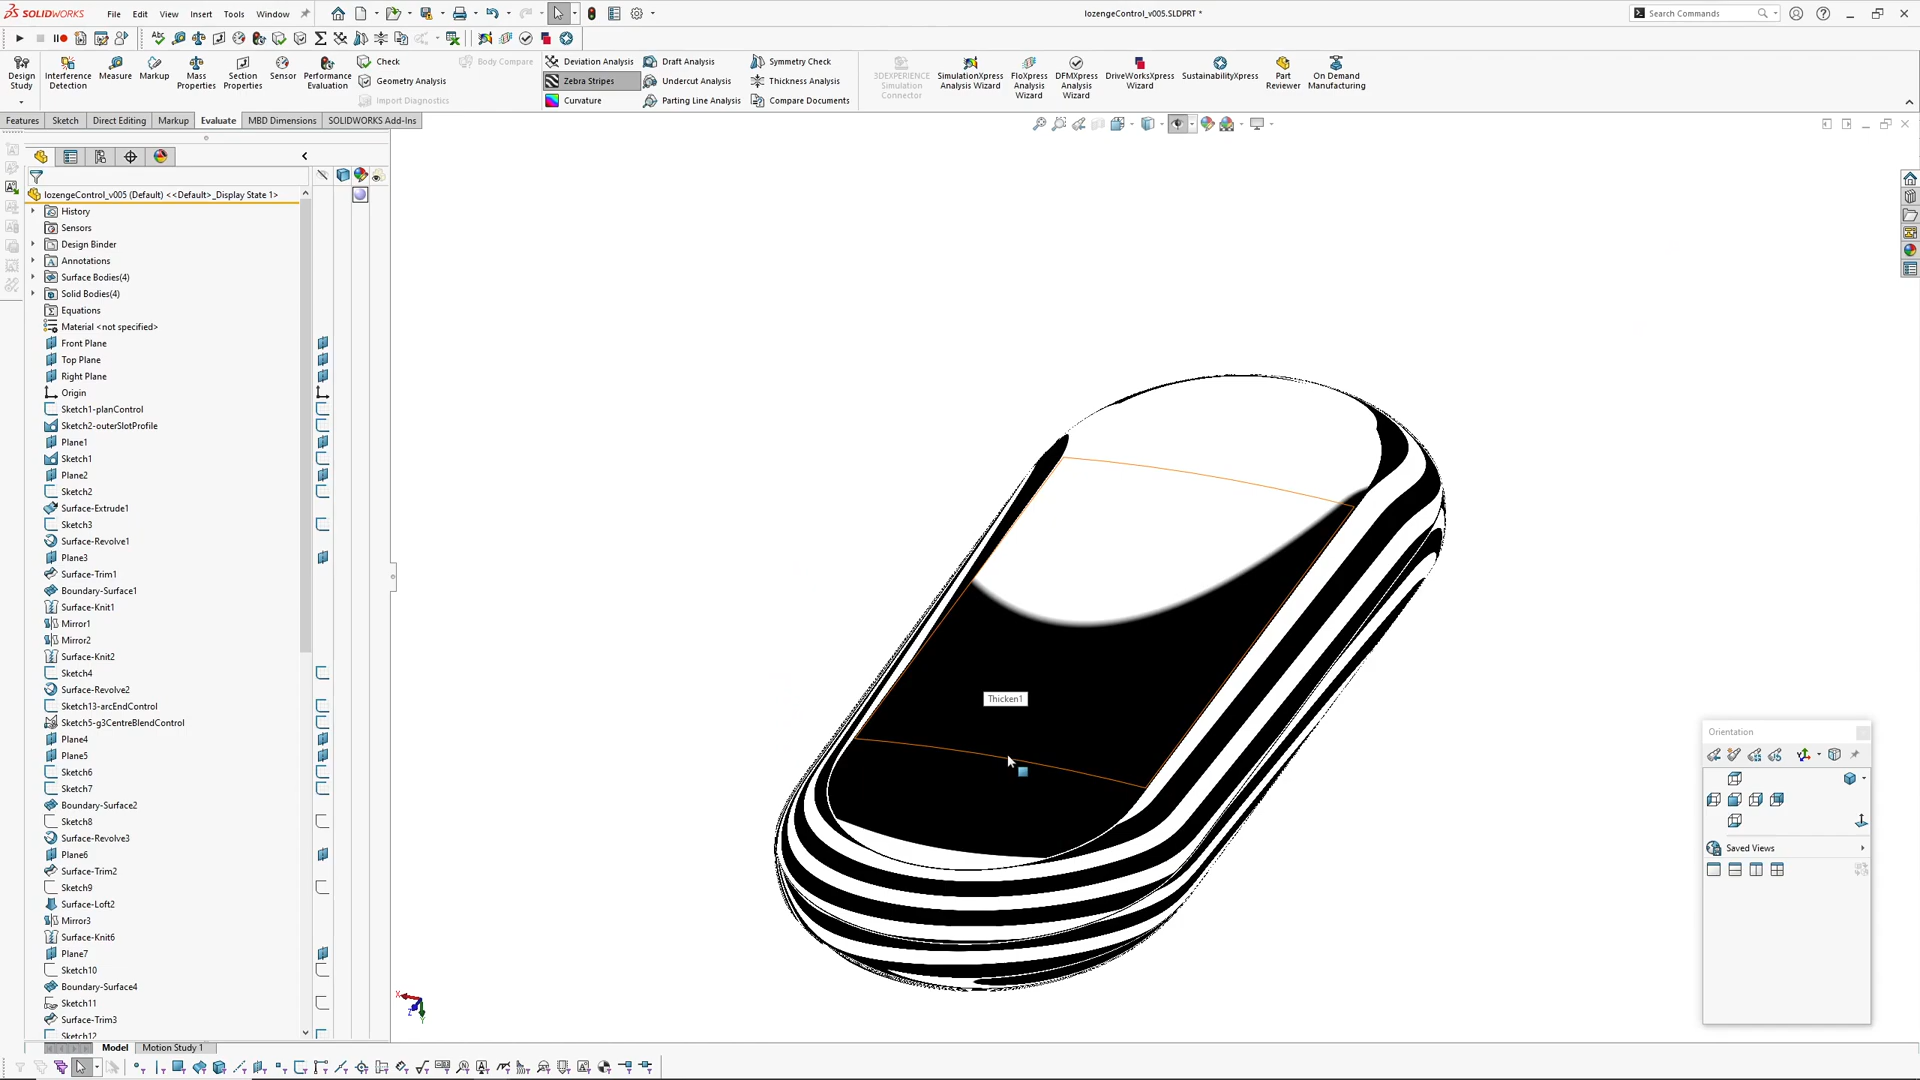 SOLIDWORKS File Edit View Insert Tools Window
lozengeControl_v005.SLDPRT *
Search Commands
Design Study
Interference Detection
Measure
Markup
Mass Properties
Section Properties
Sensor
Performance Evaluation
Check
Geometry Analysis
Import Diagnostics
Body Compare
Deviation Analysis
Zebra Stripes
Curvature
Draft Analysis
Undercut Analysis
Parting Line Analysis
Symmetry Check
Thickness Analysis
Compare Documents
3DEXPERIENCE Simulation Connector
SimulationXpress Analysis Wizard
FloXpress Analysis Wizard
DFMXpress Analysis Wizard
DriveWorksXpress Wizard
SustainabilityXpress
Part Reviewer
On Demand Manufacturing
Features Sketch Direct Editing Markup Evaluate MBD Dimensions SOLIDWORKS Add-Ins
lozengeControl_v005 (Default) <<Default>_Display State 1>
History
Sensors
Design Binder
Annotations
Surface Bodies(4)
Solid Bodies(4)
Equations
Material <not specified>
Front Plane
Top Plane
Right Plane
Origin
Sketch1-planControl
Sketch2-outerSlotProfile
Plane1
Sketch1
Plane2
Sketch2
Surface-Extrude1
Sketch3
Surface-Revolve1
Plane3
Surface-Trim1
Boundary-Surface1
Surface-Knit1
Mirror1
Mirror2
Surface-Knit2
Sketch4
Surface-Revolve2
Sketch13-arcEndControl
Sketch5-g3CentreBlendControl
Plane4
Plane5
Sketch6
Sketch7
Boundary-Surface2
Sketch8
Surface-Revolve3
Plane6
Surface-Trim2
Sketch9
Surface-Loft2
Mirror3
Surface-Knit6
Plane7
Sketch10
Boundary-Surface4
Sketch11
Surface-Trim3
Sketch12
Thicken1
X
Y
Z
Orientation
Saved Views
Model Motion Study 1